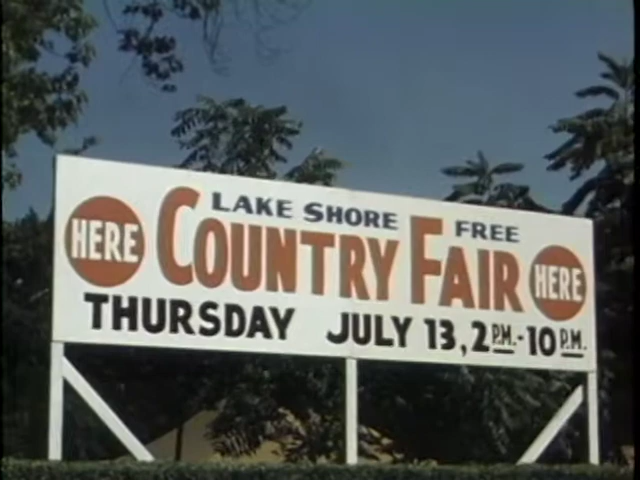 LAKE SHORE FREE
HERE COUNTRY FAIR HERE
THURSDAY JULY 13, 2 P.M. - 10 P.M.